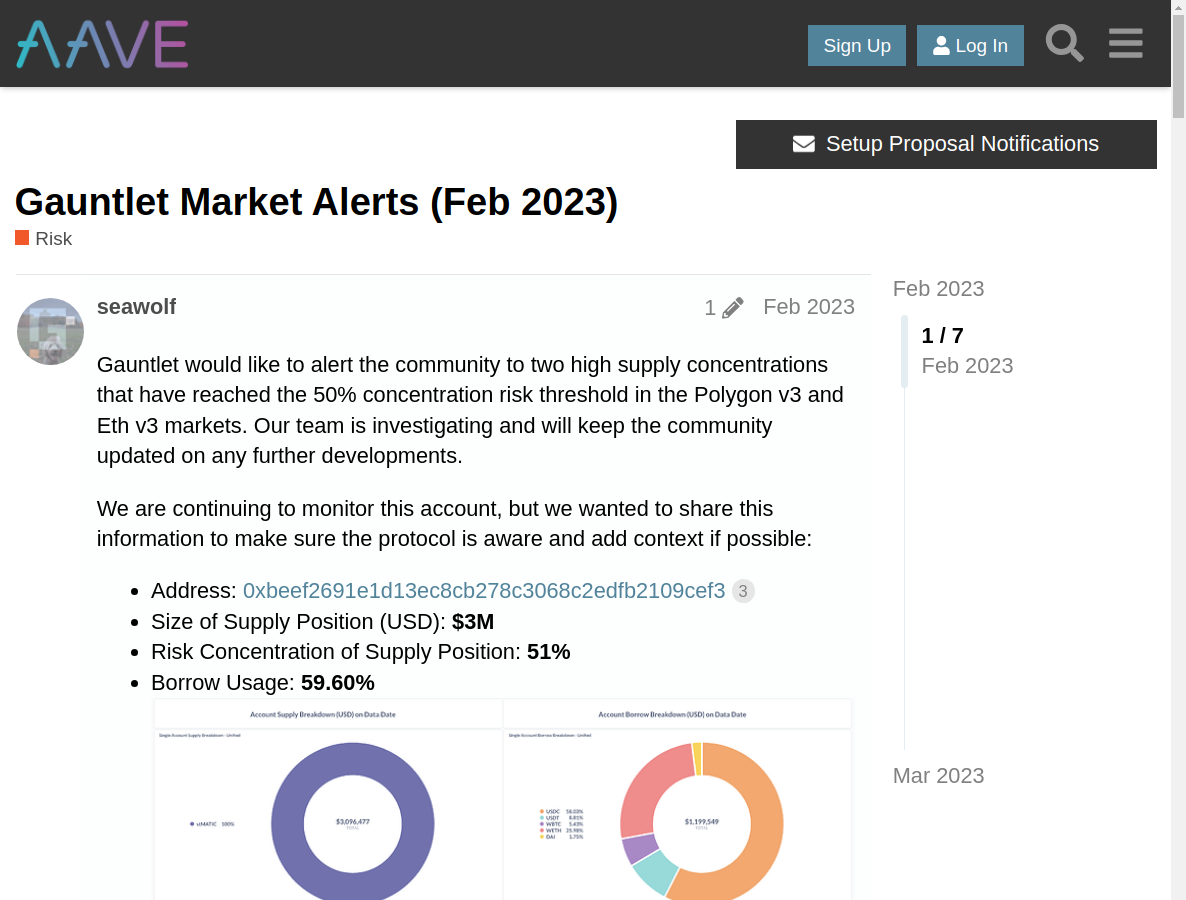 AAVE
Sign Up
Log In
Setup Proposal Notifications
Gauntlet Market Alerts (Feb 2023)
Risk
seawolf
1
Feb 2023
Gauntlet would like to alert the community to two high supply concentrations
that have reached the 50% concentration risk threshold in the Polygon v3 and
Eth v3 markets. Our team is investigating and will keep the community
updated on any further developments.
We are continuing to monitor this account, but we wanted to share this
information to make sure the protocol is aware and add context if possible:
Address: 0xbeef2691e1d13ec8cb278c3068c2edfb2109cef3 3
Size of Supply Position (USD): $3M
Risk Concentration of Supply Position: 51%
Borrow Usage: 59.60%
Account Supply Breakdown (USD) on Data Date
Single Account Supply Breakdown - Unified
stMATIC 100%
$3,096,477
TOTAL
Account Borrow Breakdown (USD) on Data Date
Single Account Borrow Breakdown - Unified
USDC 58.03%
USDT 8.81%
WBTC 5.43%
WETH 25.98%
DAI 1.75%
$1,199,549
TOTAL
Feb 2023
1 / 7
Feb 2023
Mar 2023